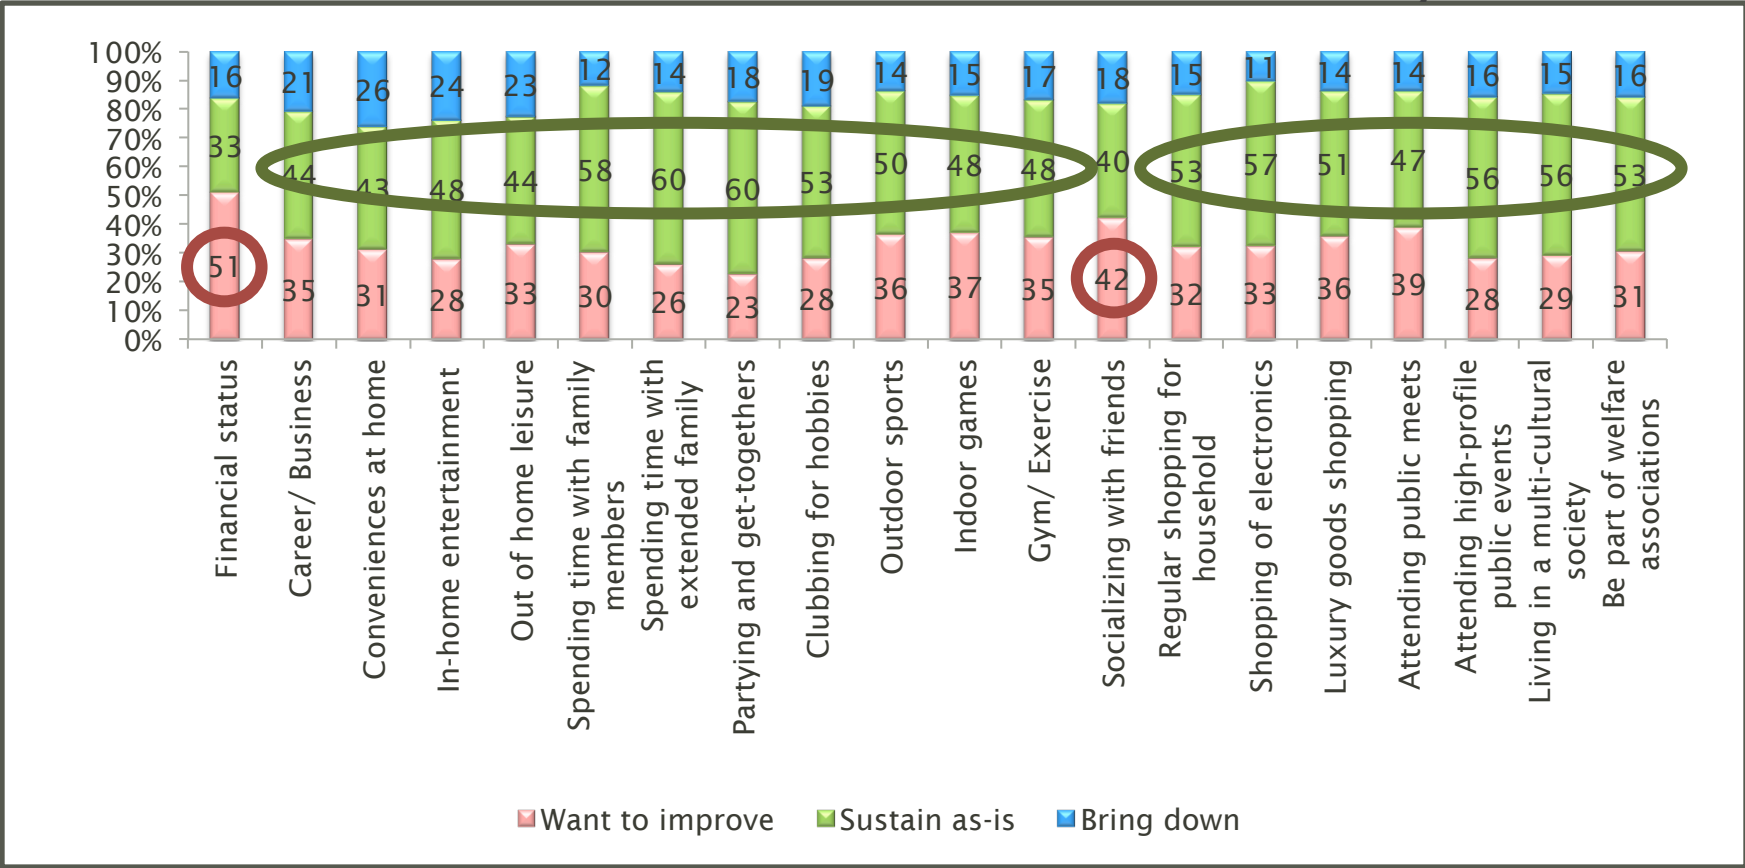 100%
90%
80%
70%
60%
50%
40%
30%
20%
10%
0%
16 21 26 24 23 12 14 18 19 14 15 17 18 15 11 14 14 16 15 16
33 44 43 48 44 58 60 60 53 50 48 48 40 53 57 51 47 56 56 53
51 35 31 28 33 30 26 23 28 36 37 35 42 32 33 36 39 28 29 31
Financial status
Career/ Business
Conveniences at home
In-home entertainment
Out of home leisure
Spending time with family
members
Spending time with
extended family
Partying and get-togethers
Clubbing for hobbies
Outdoor sports
Indoor games
Gym/ Exercise
Socializing with friends
Regular shopping for
household
Shopping of electronics
Luxury goods shopping
Attending public meets
Attending high-profile
public events
Living in a multi-cultural
society
Be part of welfare
associations
Want to improve Sustain as-is Bring down